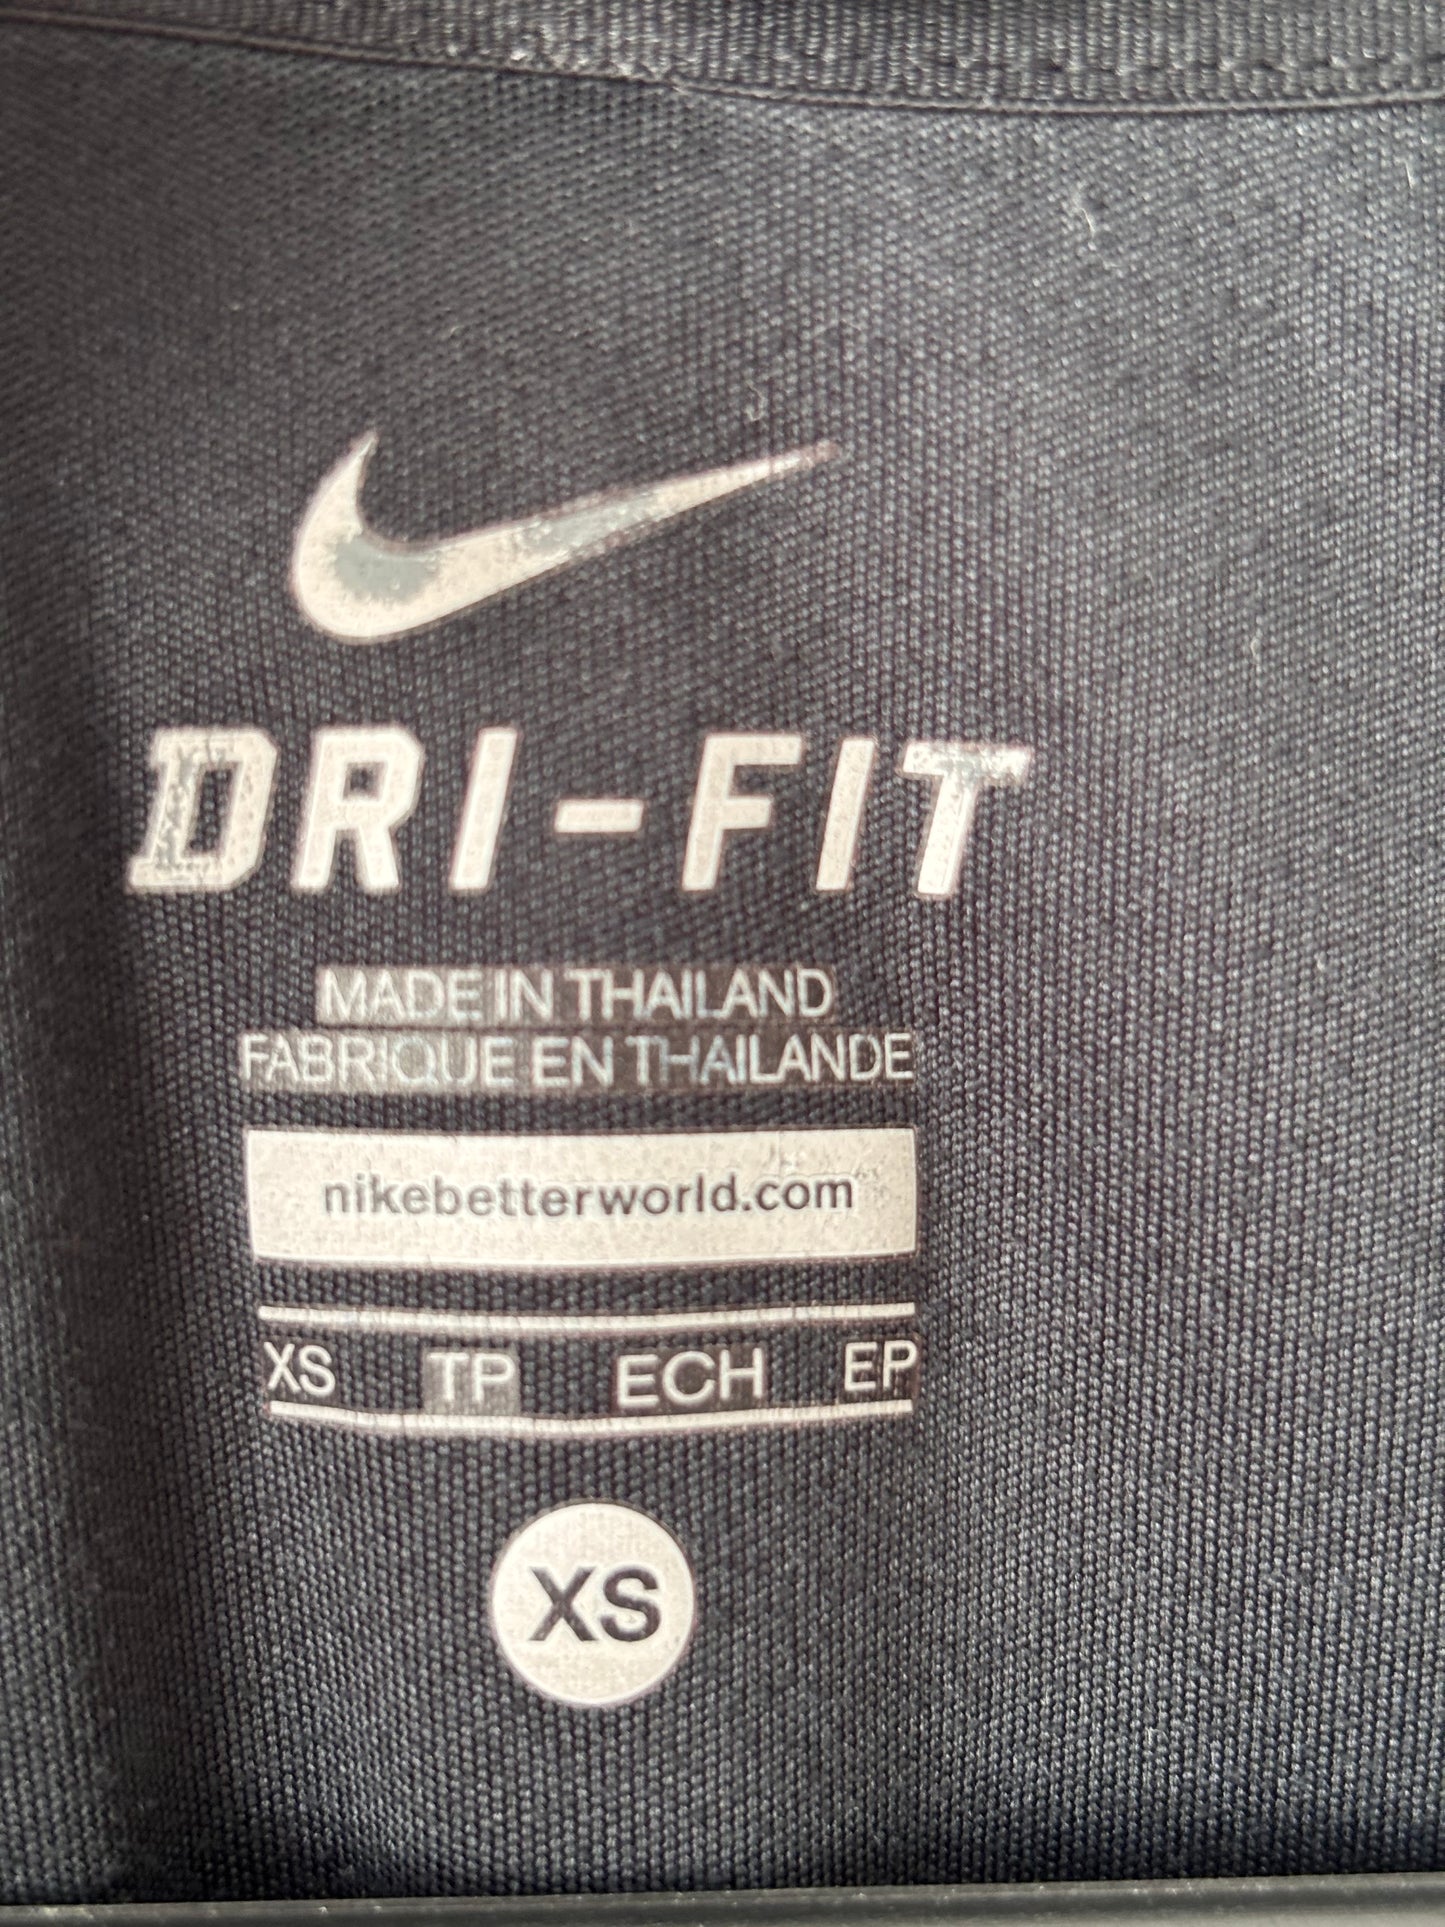 DRI-FIT
MADE IN THAILAND
FABRIQUE EN THAILANDE
nikebetterworld.com
XS TP ECH EP
XS